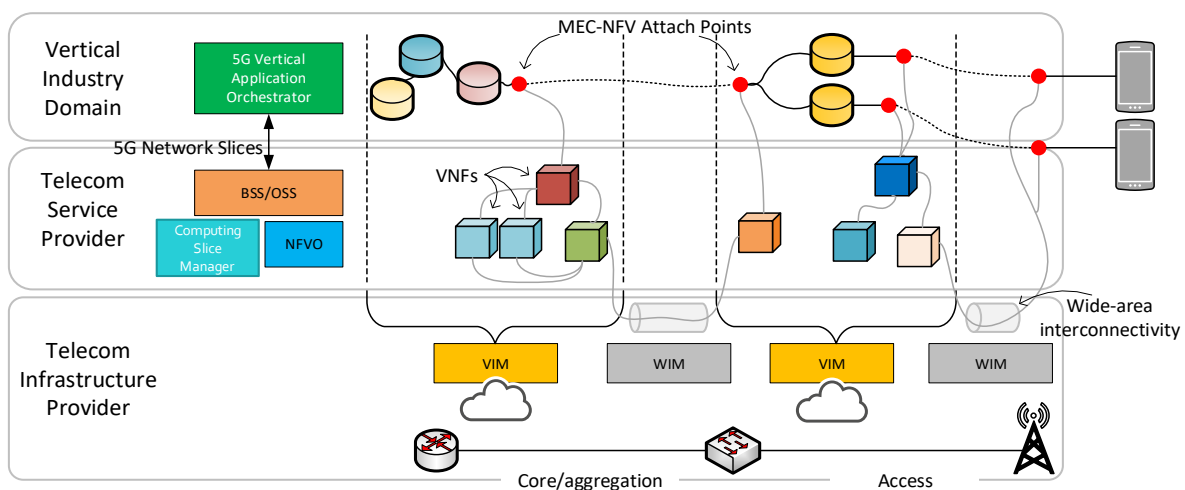 Vertical
Industry
Domain
5G Vertical
Application
Orchestrator
MEC-NFV Attach Points
5G Network Slices
Telecom
Service
Provider
BSS/OSS
Computing
Slice
Manager
NFVO
VNFs
Wide-area
interconnectivity
Telecom
Infrastructure
Provider
VIM
WIM
VIM
WIM
Core/aggregation
Access